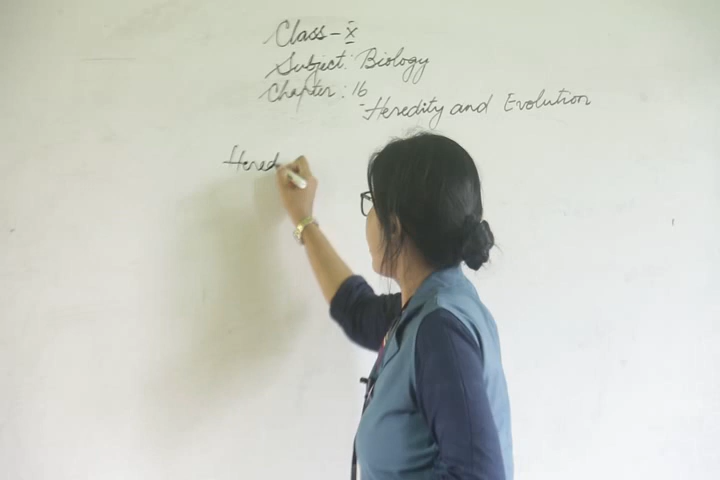 Class - X
Subject: Biology
Chapter: 16
- Heredity and Evolution
Hered